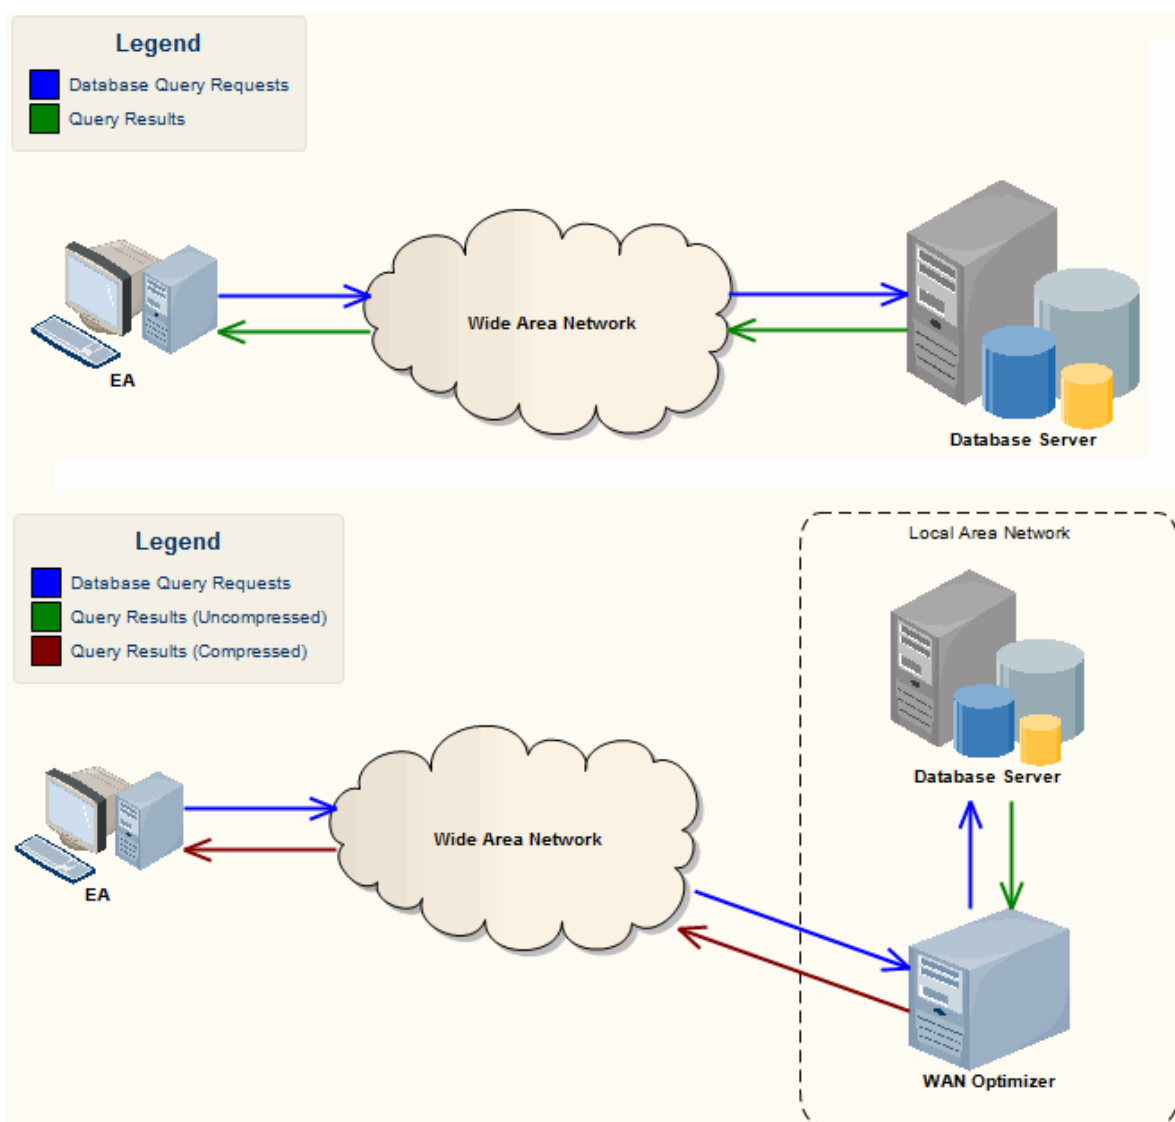 Legend
Database Query Requests
Query Results
Wide Area Network
EA
Database Server
Legend
Database Query Requests
Query Results (Uncompressed)
Query Results (Compressed)
Local Area Network
Database Server
Wide Area Network
EA
WAN Optimizer